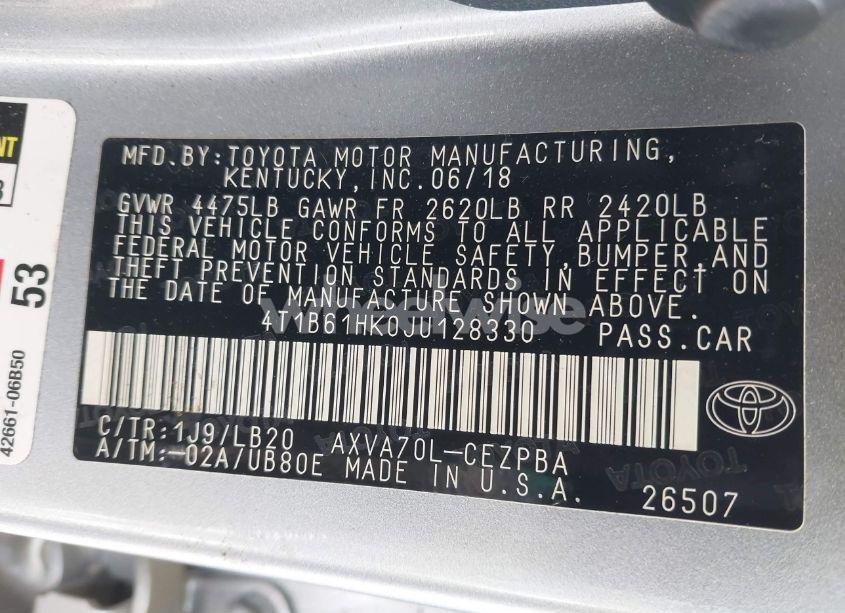 NT
53
42661-06B50
MFD.BY:TOYOTA MOTOR MANUFACTURING,
KENTUCKY,INC.06/18
GVWR 4475LB GAWR FR 2620LB RR 2420LB
THIS VEHICLE CONFORMS TO ALL APPLICABLE
FEDERAL MOTOR VEHICLE SAFETY,BUMPER,AND
THEFT PREVENTION STANDARDS IN EFFECT ON
THE DATE OF MANUFACTURE SHOWN ABOVE.
4T1B61HK0JU128330 PASS.CAR
wheelwise
C/TR:1J9/LB20 AXVA70L-CEZPBA
A/TM:-02A/UB80E MADE IN U.S.A.
26507